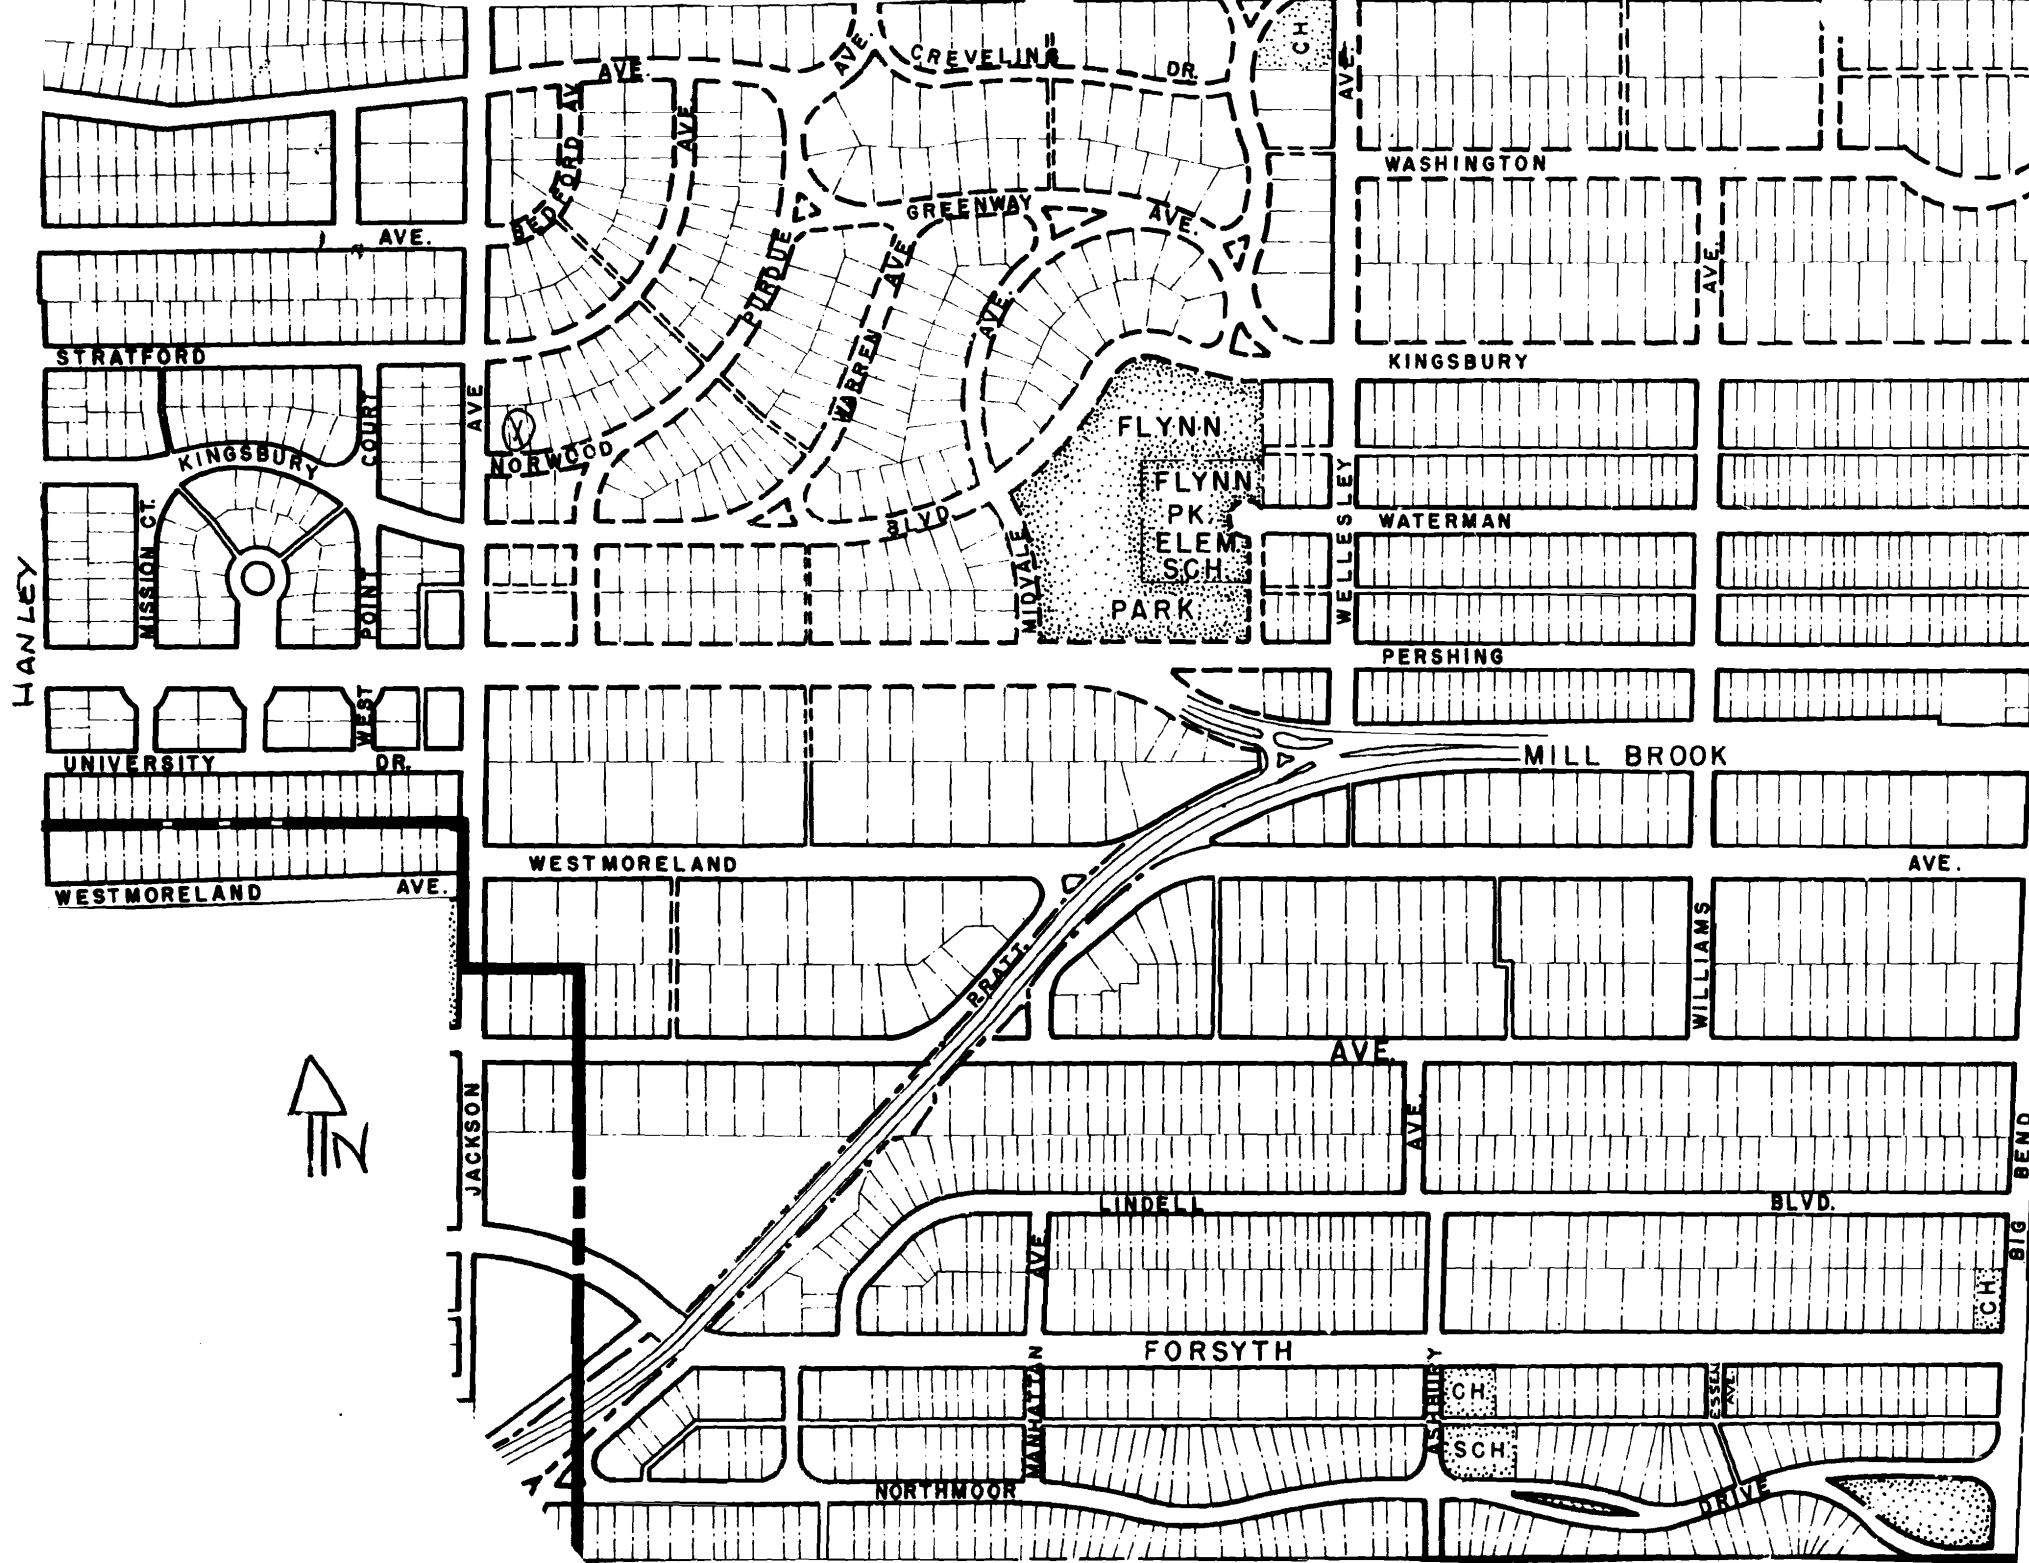 CH
AVE.
CREVELING
DR.
AVE.
AVE.
BEDFORD AV
AVE.
WASHINGTON
GREENWAY
AVE.
AVE.
PURDUE
AVE.
AVE.
AVE.
STRATFORD
KINGSBURY
WARREN
COURT
AVE
FLYNN
X
NORWOOD
KINGSBURY
FLYNN
PK.
ELEM.
SCH.
WELLESLEY
WATERMAN
MISSION CT.
BLVD.
MIDVALE
POINT
PARK
HANLEY
PERSHING
WEST
UNIVERSITY
DR.
MILL BROOK
WESTMORELAND
AVE.
WESTMORELAND
AVE.
WILLIAMS
PRATT
AVE.
JACKSON
N
AVE.
BEND
LINDELL
BLVD.
AVE.
BIG
CH
FORSYTH
MANHATTAN
ASHBURY
CH.
ESSEN
AVE.
SCH.
NORTHMOOR
DRIVE